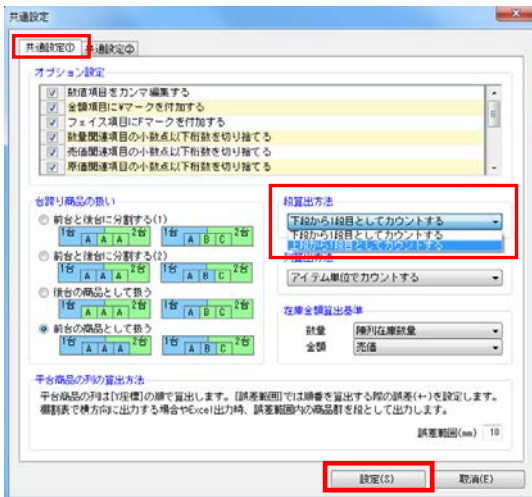 共通設定
共通設定① 共通設定②
オプション設定
数値項目をカンマ編集する
金額項目に¥マークを付加する
フェイス項目にFマークを付加する
数量関連項目の小数点以下桁数を切り捨てる
売価関連項目の小数点以下桁数を切り捨てる
原価関連項目の小数点以下桁数を切り捨てる
台跨り商品の扱い
前台と後台に分割する(1)
1台 A A A 2台 1台 A B C 2台
前台と後台に分割する(2)
1台 A A A 2台 1台 A B C 2台
後台の商品として扱う
1台 A A A 2台 1台 A B C 2台
前台の商品として扱う
1台 A A A 2台 1台 A B C 2台
段算出方法
下段から1段目としてカウントする
下段から1段目としてカウントする
上段から1段目としてカウントする
列算出方法
アイテム単位でカウントする
在庫金額算出基準
数量 陳列在庫数量
金額 売価
平台商品の列の算出方法
平台商品の列は[Y座標]の順で算出します。[誤差範囲]では順番を算出する際の誤差(+-)を設定します。
棚割表で横方向に出力する場合やExcel出力時、誤差範囲内の商品群を段として出力します。
誤差範囲(mm) 10
設定(S) 取消(E)